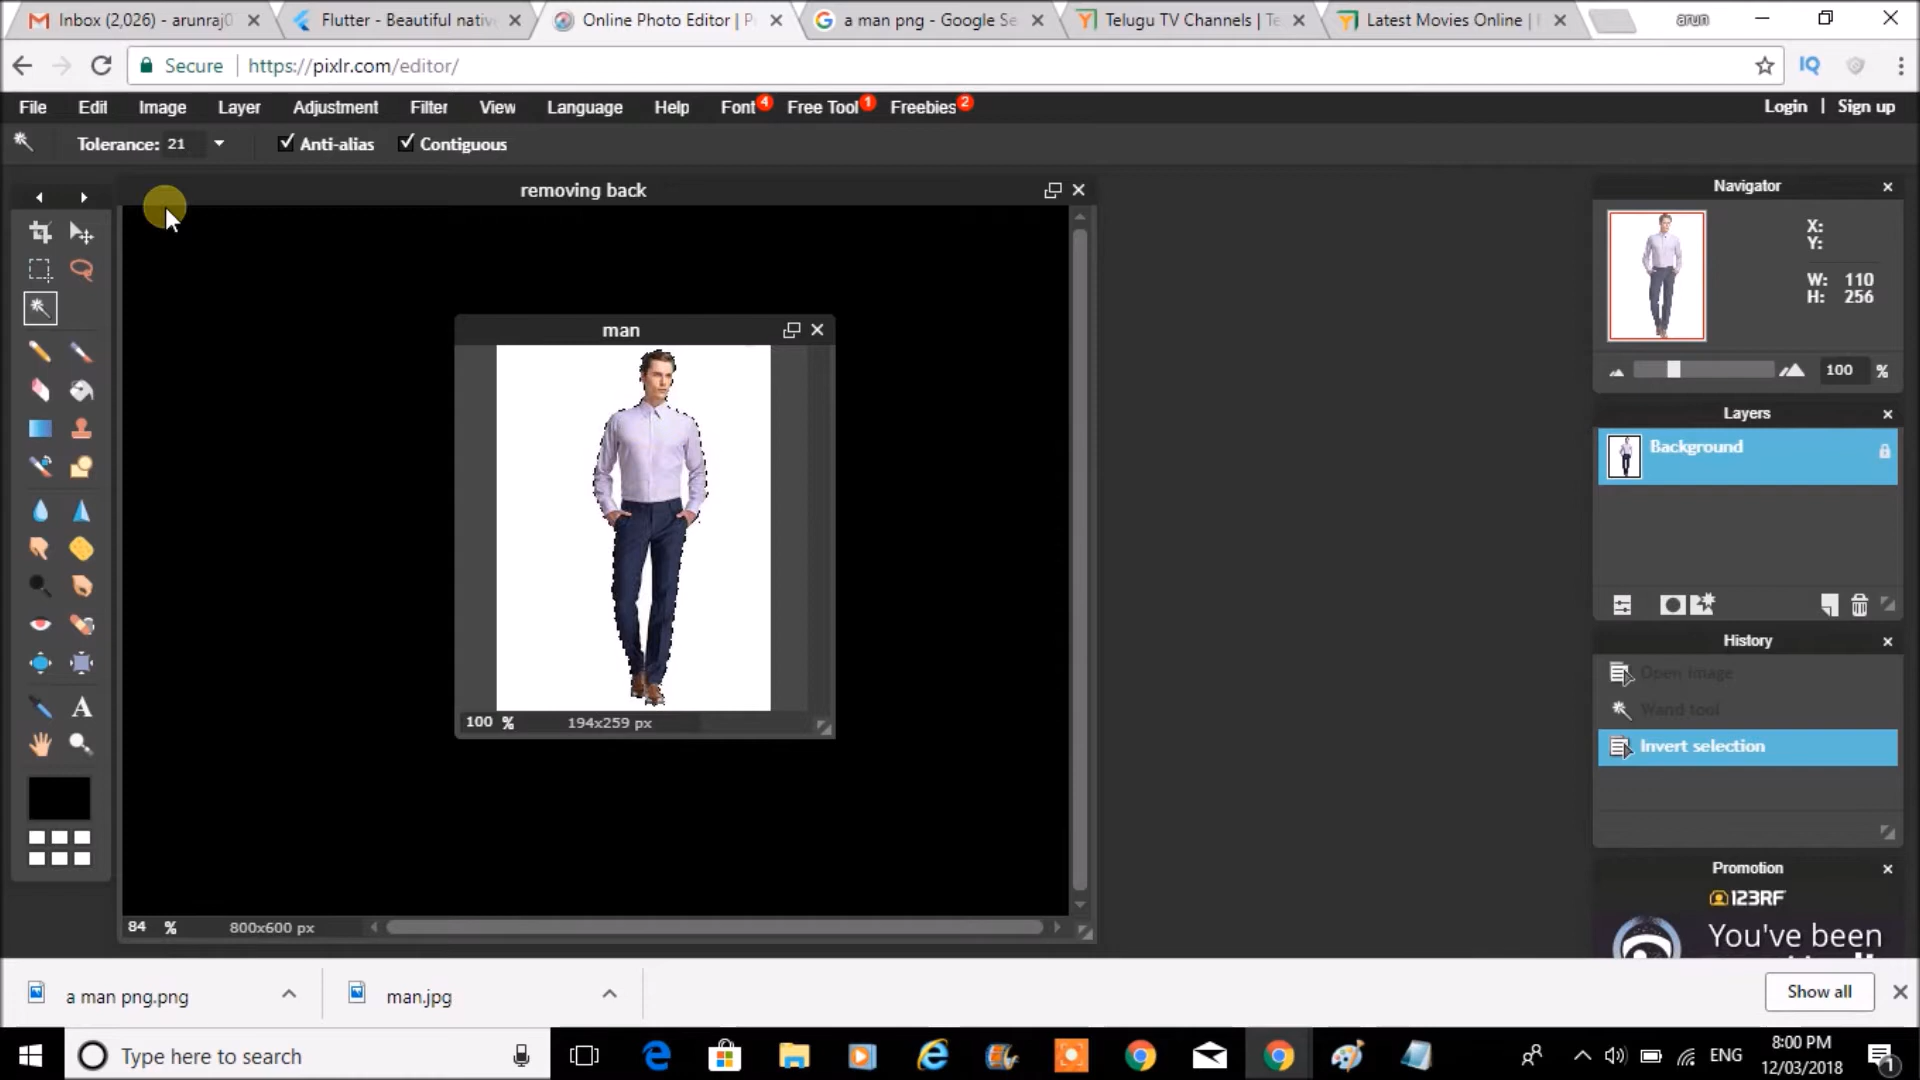 Inbox (2,026) - arunraj0
Flutter - Beautiful nativ
Online Photo Editor | P
a man png - Google Se
Telugu TV Channels | Te
Latest Movies Online |
arun
Secure
https://pixlr.com/editor/
IQ
File
Edit
Image
Layer
Adjustment
Filter
View
Language
Help
Font 4
Free Tool 1
Freebies 2
Login | Sign up
Tolerance: 21
Anti-alias
Contiguous
removing back
Navigator
X:
Y:
W: 110
H: 256
100 %
man
100 %
194x259 px
Layers
Background
History
Open image
Wand tool
Invert selection
A
84 %
800x600 px
Promotion
123RF
You've been
a man png.png
man.jpg
Show all
Type here to search
ENG
8:00 PM
12/03/2018
1